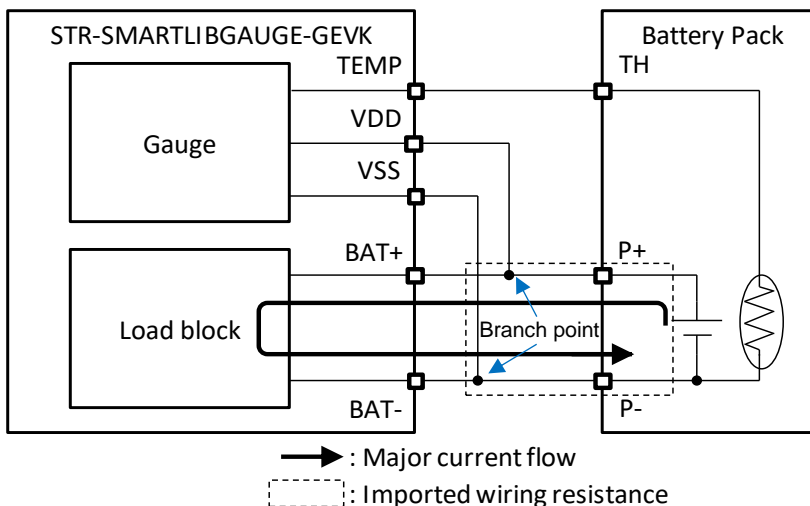 STR-SMARTLIBGAUGE-GEVK
Battery Pack
TEMP
TH
VDD
Gauge
VSS
BAT+
P+
Load block
Branch point
BAT-
P-
: Major current flow
: Imported wiring resistance